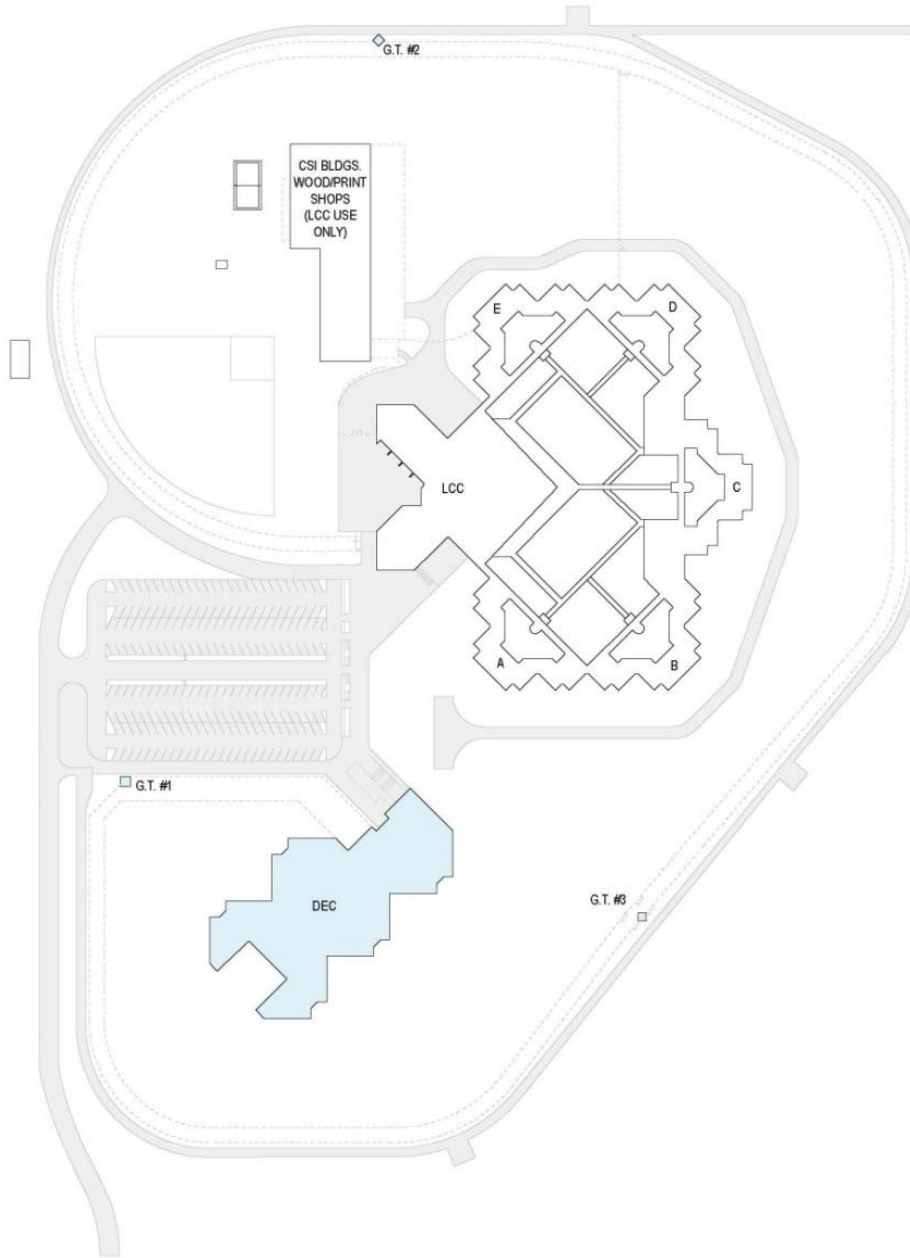 G.T. #2
CSI BLDGS.
WOOD/PRINT
SHOPS
(LCC USE
ONLY)
E
D
LCC
C
A
B
G.T. #1
DEC
G.T. #3